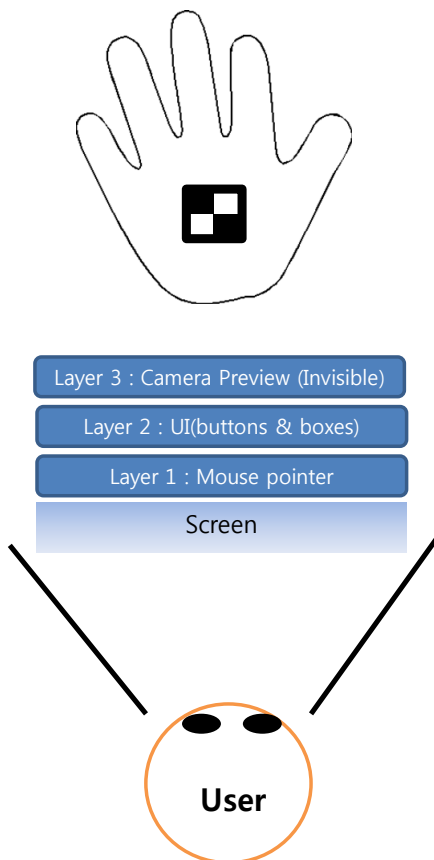 Layer 3 : Camera Preview (Invisible)
Layer 2 : UI(buttons & boxes)
Layer 1 : Mouse pointer
Screen
User